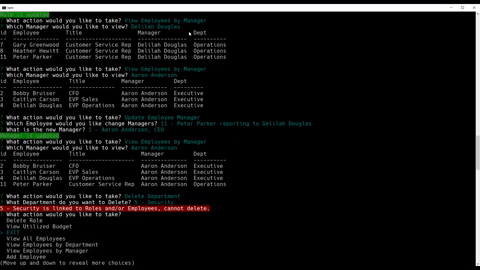 ? What action would you like to take? View Employees by Manager
? Which Manager would you like to view? Delilah Douglas
id Employee Title Manager Dept
-- --------------- -------------------- --------------- ----------
7 Gary Greenwood Customer Service Rep Delilah Douglas Operations
8 Heather Hewitt Customer Service Rep Delilah Douglas Operations
11 Peter Parker Customer Service Rep Delilah Douglas Operations
? What action would you like to take? View Employees by Manager
? Which Manager would you like to view? Aaron Anderson
id Employee Title Manager Dept
-- --------------- -------------- -------------- ---------
2 Bobby Bruiser CFO Aaron Anderson Executive
3 Caitlyn Carson EVP Sales Aaron Anderson Executive
4 Delilah Douglas EVP Operations Aaron Anderson Executive
? What action would you like to take? Update Employee Manager
? Which Employee would you like change Managers? 11 - Peter Parker reporting to Delilah Douglas
? What is the new Manager? 1 - Aaron Anderson, CEO
? What action would you like to take? View Employees by Manager
? Which Manager would you like to view? Aaron Anderson
id Employee Title Manager Dept
-- --------------- -------------------- -------------- ----------
2 Bobby Bruiser CFO Aaron Anderson Executive
3 Caitlyn Carson EVP Sales Aaron Anderson Executive
4 Delilah Douglas EVP Operations Aaron Anderson Executive
11 Peter Parker Customer Service Rep Aaron Anderson Operations
? What action would you like to take? Delete Department
? What Department do you want to Delete? 5 - Security
5 - Security is linked to Roles and/or Employees, cannot delete.
? What action would you like to take?
Delete Role
View Utilized Budget
> EXIT
View All Employees
View Employees by Department
View Employees by Manager
Add Employee
(Move up and down to reveal more choices)